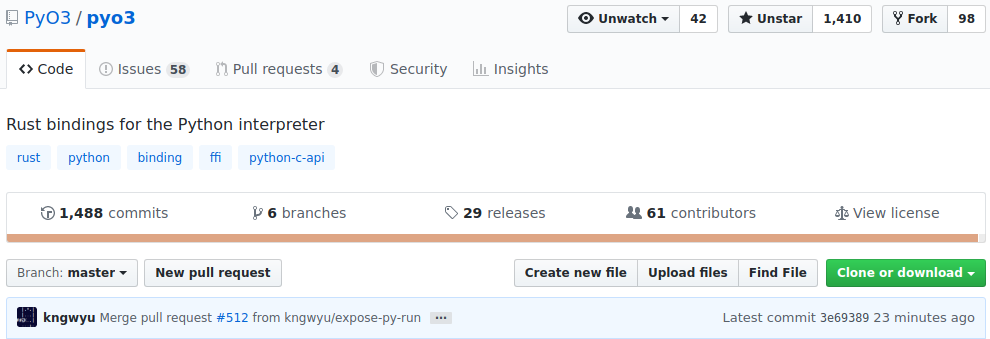 PyO3 / pyo3 Unwatch 42 Unstar 1,410 Fork 98
Code Issues 58 Pull requests 4 Security Insights
Rust bindings for the Python interpreter
rust python binding ffi python-c-api
1,488 commits 6 branches 29 releases 61 contributors View license
Branch: master New pull request Create new file Upload files Find File Clone or download
kngwyu Merge pull request #512 from kngwyu/expose-py-run ... Latest commit 3e69389 23 minutes ago